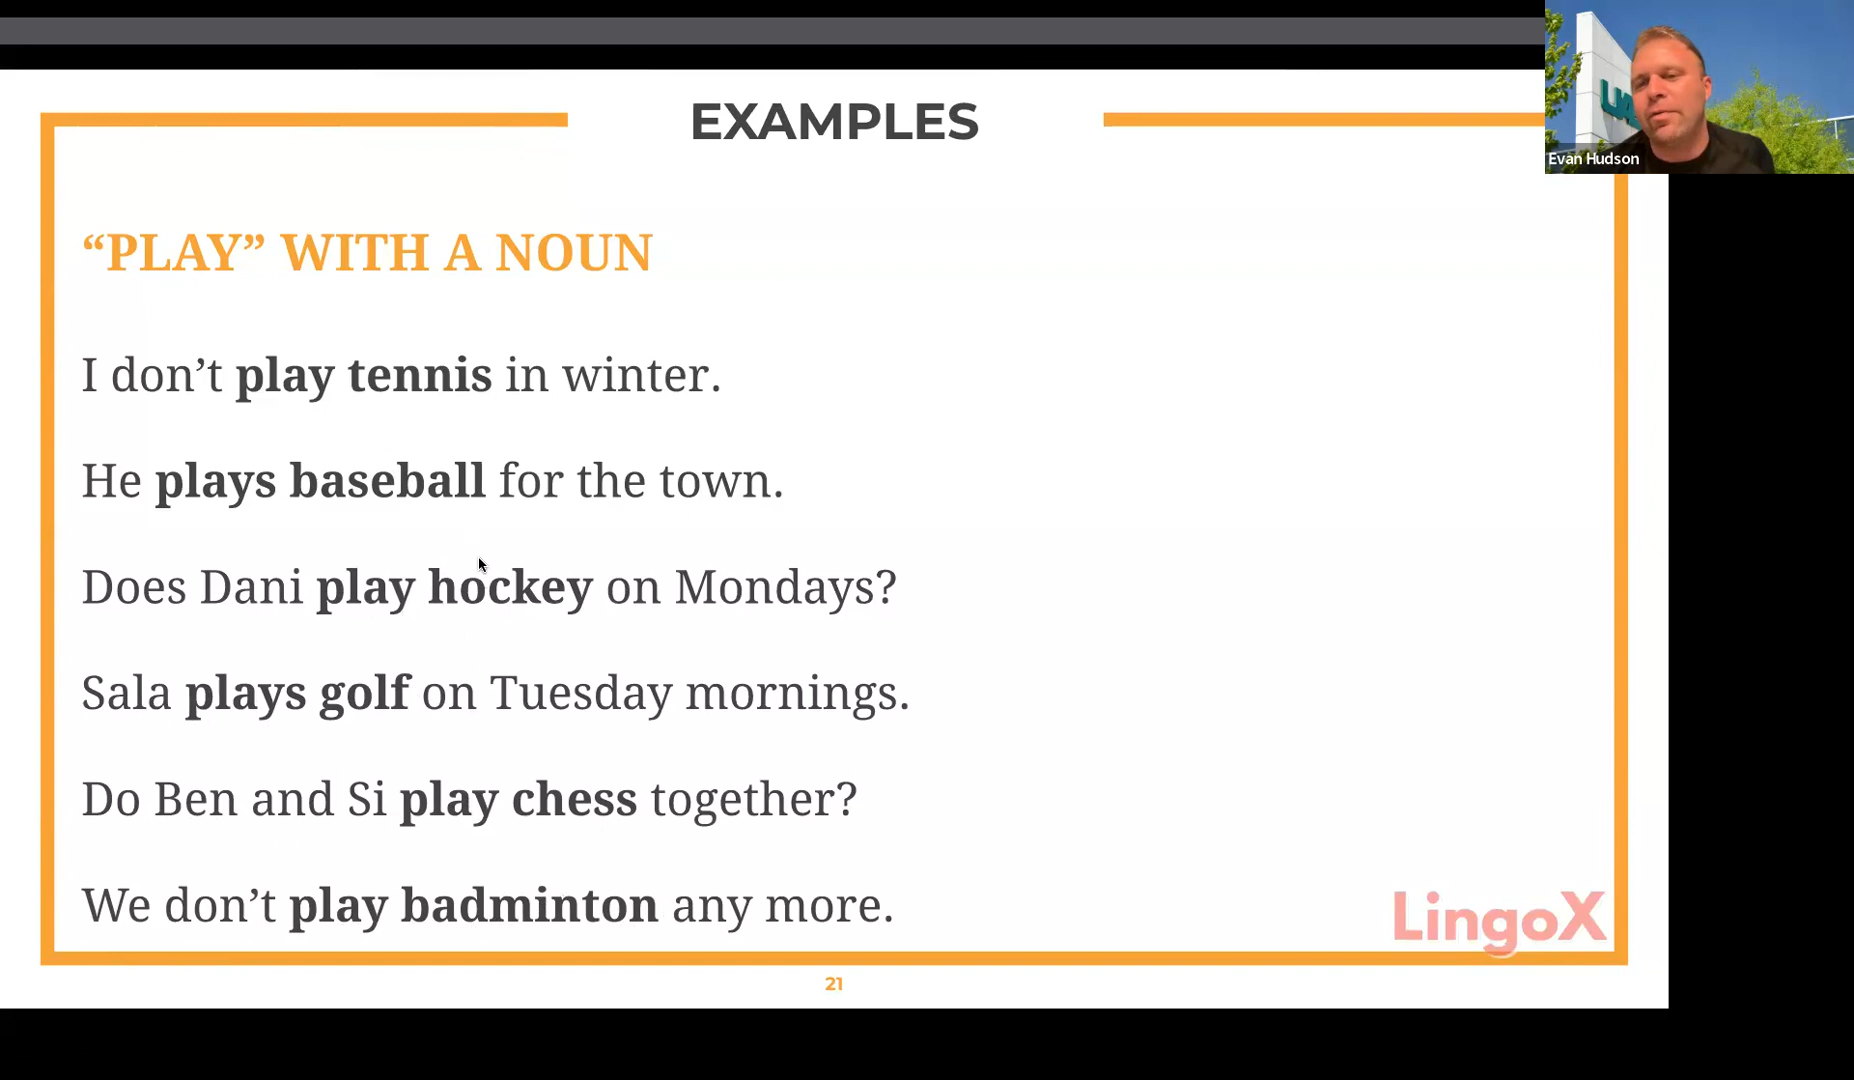 EXAMPLES
Evan Hudson
“PLAY” WITH A NOUN
I don’t play tennis in winter.
He plays baseball for the town.
Does Dani play hockey on Mondays?
Sala plays golf on Tuesday mornings.
Do Ben and Si play chess together?
We don’t play badminton any more.
LingoX
21